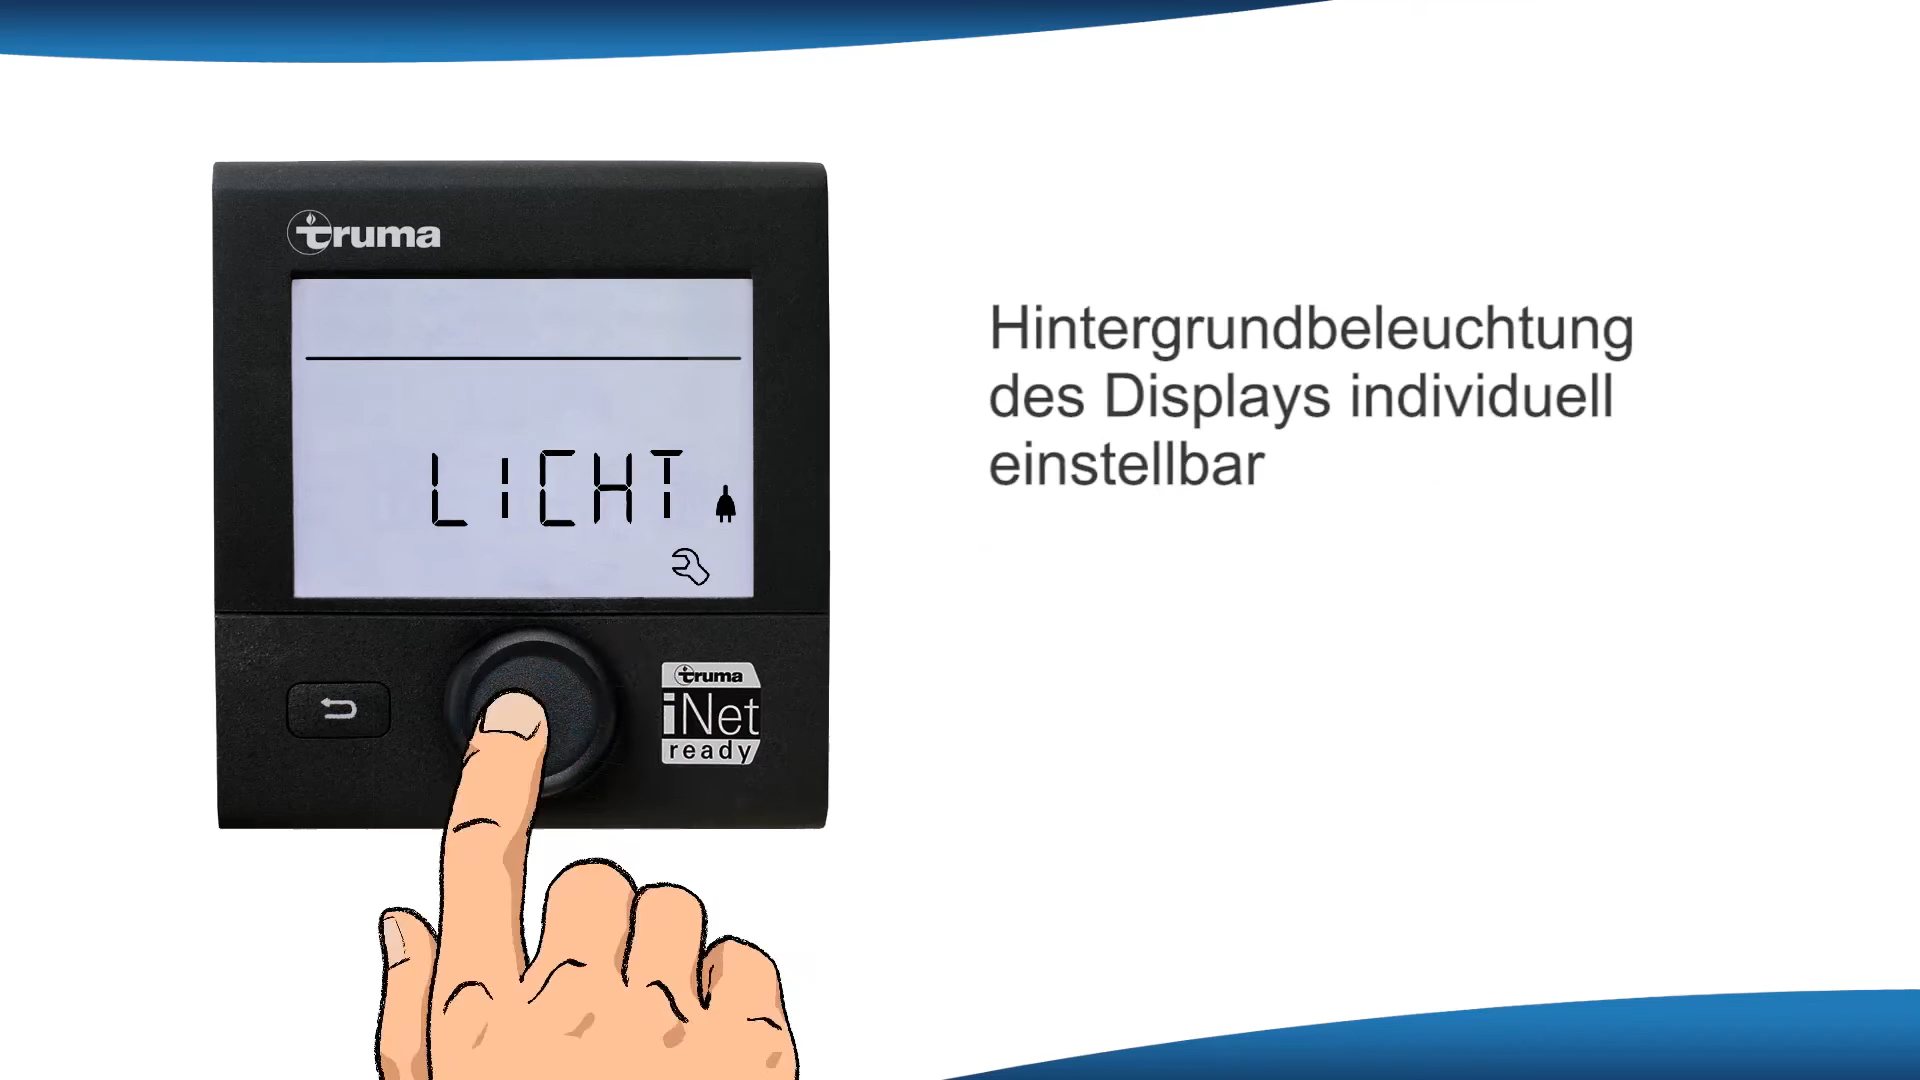 truma
LICHT
truma
iNet
ready
Hintergrundbeleuchtung
des Displays individuell
einstellbar